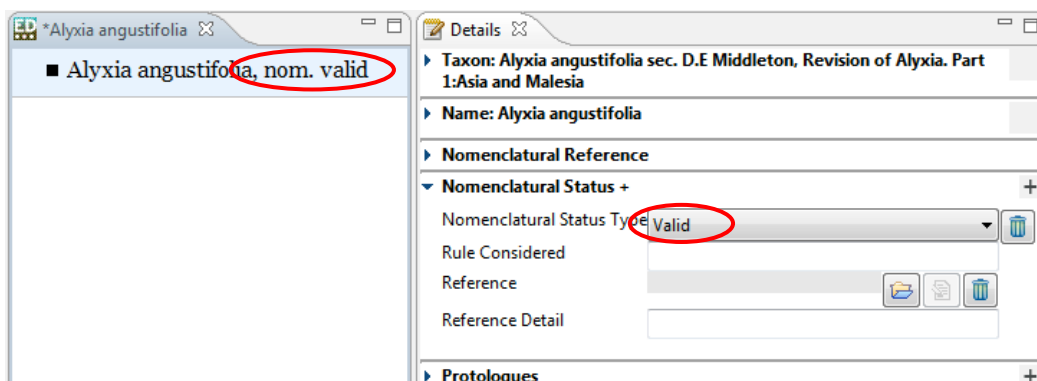 *Alyxia angustifolia
Alyxia angustifolia, nom. valid
Details
Taxon: Alyxia angustifolia sec. D.E Middleton, Revision of Alyxia. Part
1:Asia and Malesia
Name: Alyxia angustifolia
Nomenclatural Reference
Nomenclatural Status +
Nomenclatural Status Type
Valid
Rule Considered
Reference
Reference Detail
Protologues